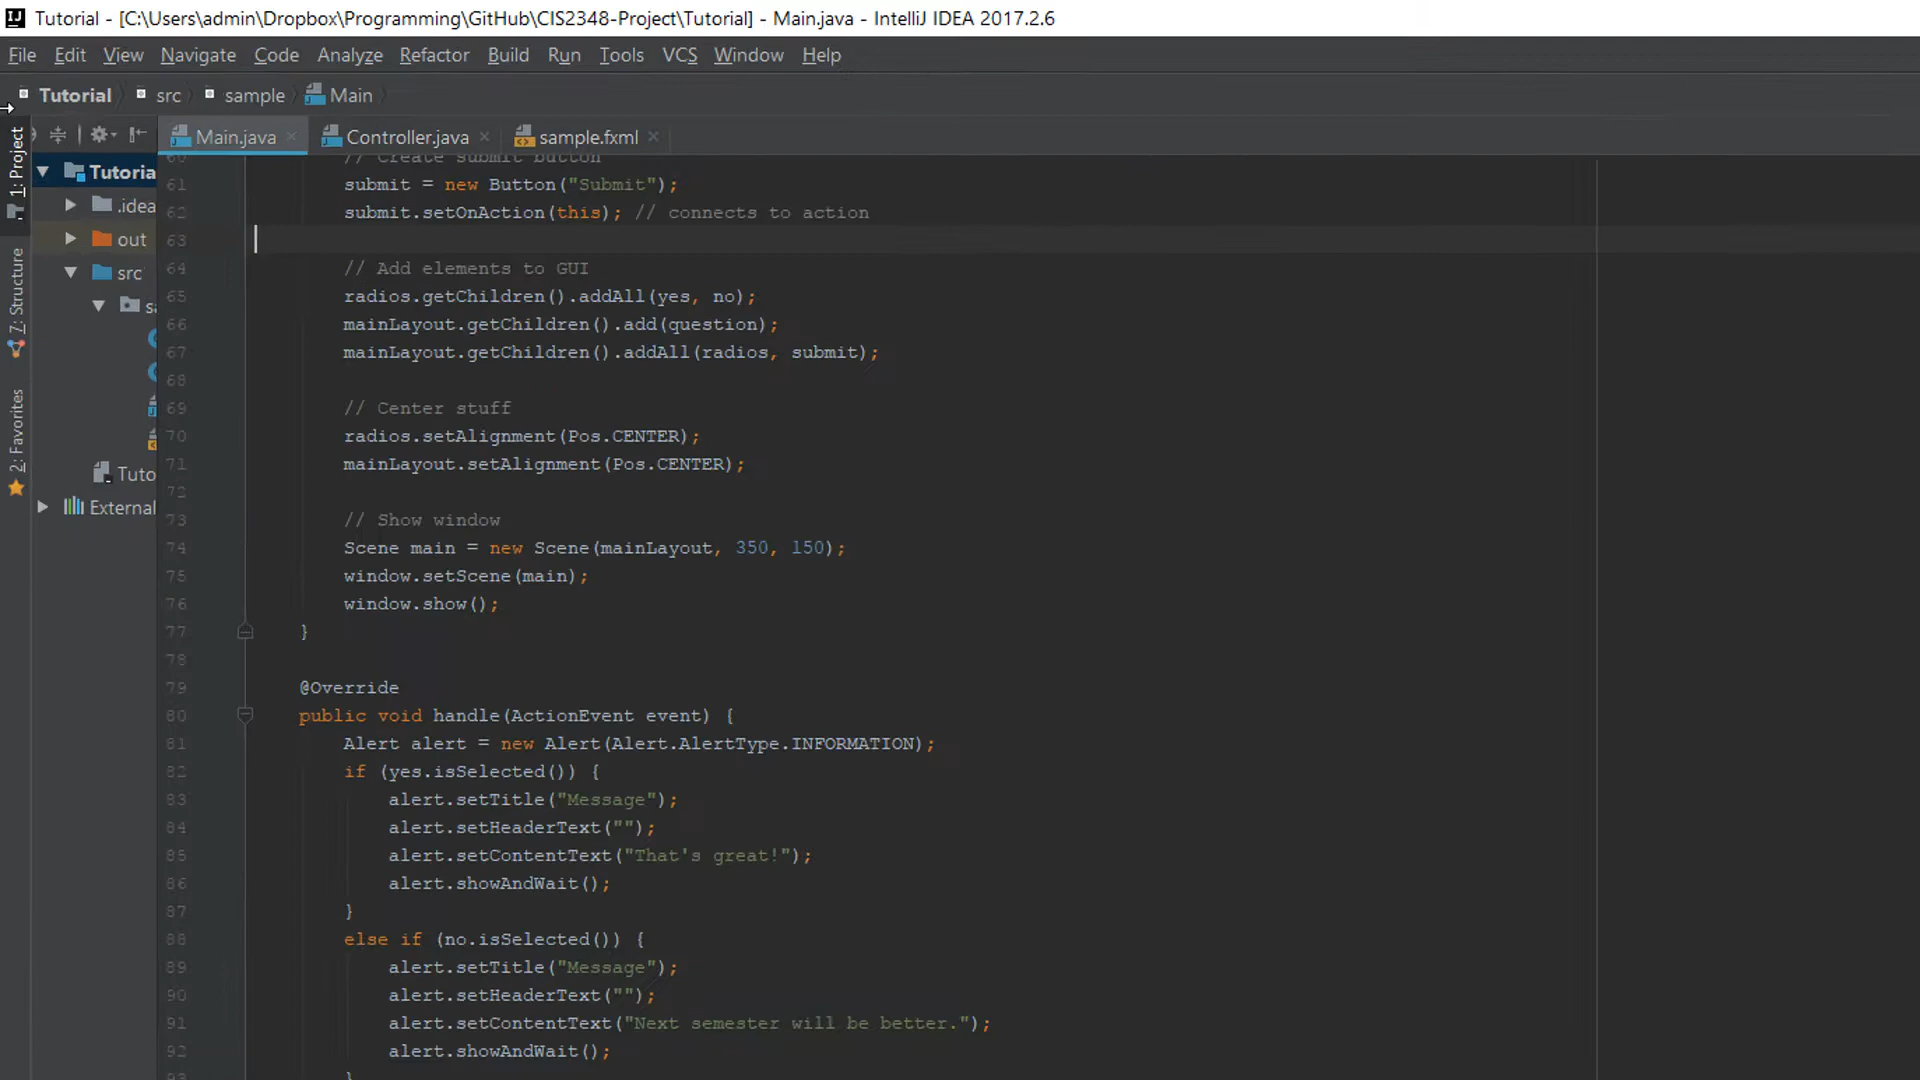 Tutorial - [C:\Users\admin\Dropbox\Programming\GitHub\CIS2348-Project\Tutorial] - Main.java - IntelliJ IDEA 2017.2.6
File Edit View Navigate Code Analyze Refactor Build Run Tools VCS Window Help
Tutorial src sample Main
Main.java Controller.java sample.fxml
1: Project
7: Structure
2: Favorites
Tutoria
.idea
out
src
sa
Tuto
External
60 // Create submit button
61 submit = new Button("Submit");
62 submit.setOnAction(this); // connects to action
63
64 // Add elements to GUI
65 radios.getChildren().addAll(yes, no);
66 mainLayout.getChildren().add(question);
67 mainLayout.getChildren().addAll(radios, submit);
68
69 // Center stuff
70 radios.setAlignment(Pos.CENTER);
71 mainLayout.setAlignment(Pos.CENTER);
72
73 // Show window
74 Scene main = new Scene(mainLayout, 350, 150);
75 window.setScene(main);
76 window.show();
77 }
78
79 @Override
80 public void handle(ActionEvent event) {
81 Alert alert = new Alert(Alert.AlertType.INFORMATION);
82 if (yes.isSelected()) {
83 alert.setTitle("Message");
84 alert.setHeaderText("");
85 alert.setContentText("That's great!");
86 alert.showAndWait();
87 }
88 else if (no.isSelected()) {
89 alert.setTitle("Message");
90 alert.setHeaderText("");
91 alert.setContentText("Next semester will be better.");
92 alert.showAndWait();
93 }